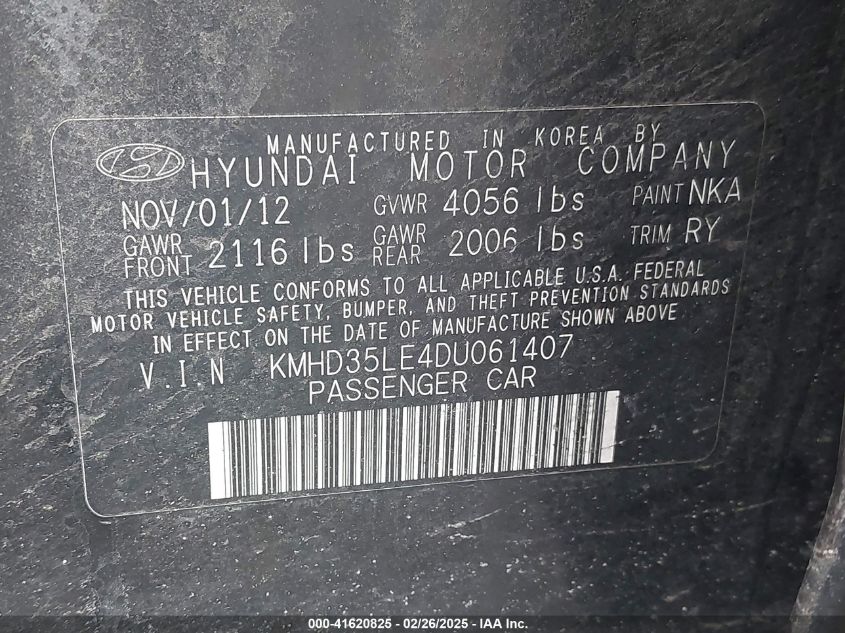 MANUFACTURED IN KOREA BY
HYUNDAI MOTOR COMPANY
NOV/01/12 GVWR 4056 lbs PAINT NKA
GAWR FRONT 2116 lbs GAWR REAR 2006 lbs TRIM RY
THIS VEHICLE CONFORMS TO ALL APPLICABLE U.S.A. FEDERAL
MOTOR VEHICLE SAFETY, BUMPER, AND THEFT PREVENTION STANDARDS
IN EFFECT ON THE DATE OF MANUFACTURE SHOWN ABOVE
V.I.N KMHD35LE4DU061407
PASSENGER CAR
000-41620825 - 02/26/2025 - IAA Inc.